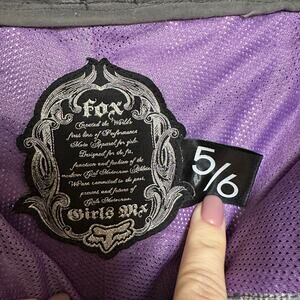 fox
Created the World's
first line of Performance
Moto Apparel for girls.
Designed for the fit,
function and fashion of the
modern Girl Motocross Athlete.
We are committed to the past,
present and future of
Girls Motocross.
Girls Mx
5/6